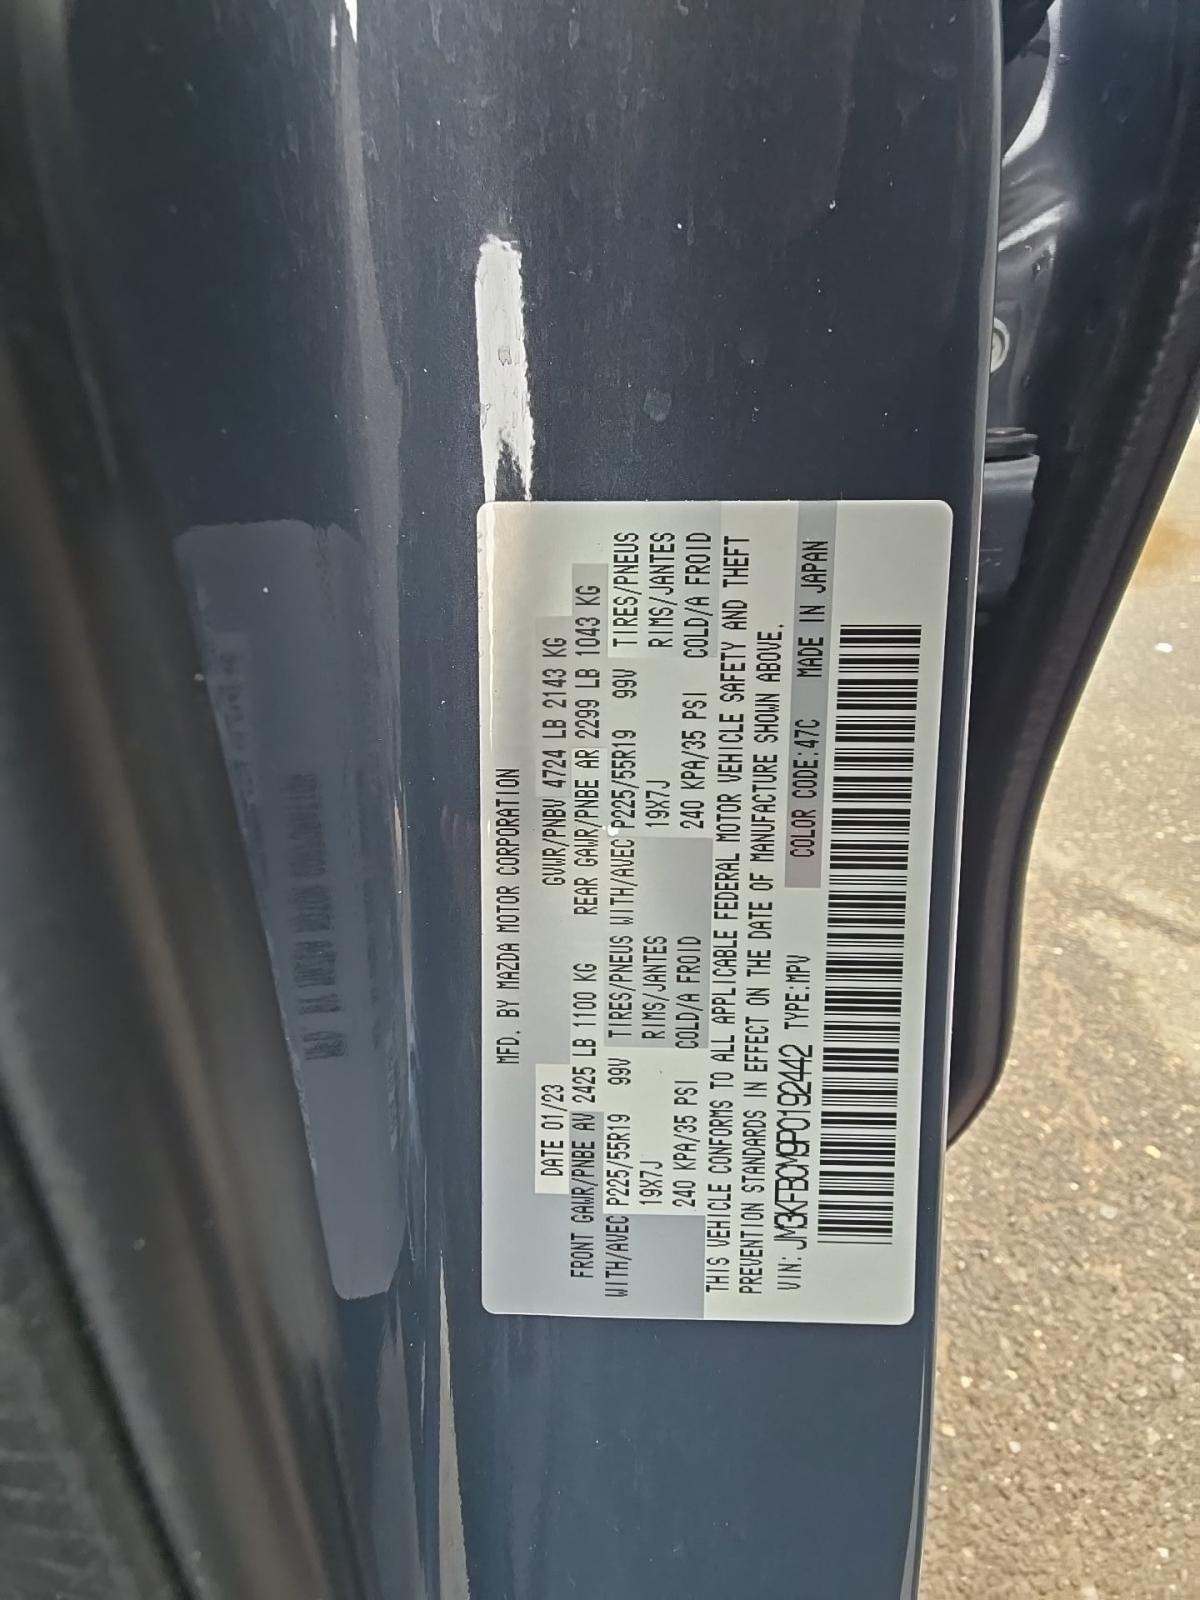 MFD. BY MAZDA MOTOR CORPORATION
DATE 01/23 GVWR/PNBV 4724 LB 2143 KG
FRONT GAWR/PNBE AV 2425 LB 1100 KG REAR GAWR/PNBE AR 2299 LB 1043 KG
WITH/AVEC P225/55R19 99V TIRES/PNEUS WITH/AVEC P225/55R19 99V TIRES/PNEUS
19X7J RIMS/JANTES 19X7J RIMS/JANTES
240 KPA/35 PSI COLD/A FROID 240 KPA/35 PSI COLD/A FROID
THIS VEHICLE CONFORMS TO ALL APPLICABLE FEDERAL MOTOR VEHICLE SAFETY AND THEFT
PREVENTION STANDARDS IN EFFECT ON THE DATE OF MANUFACTURE SHOWN ABOVE.
VIN: JM3KFBCM9P0192442 TYPE:MPV COLOR CODE:47C MADE IN JAPAN